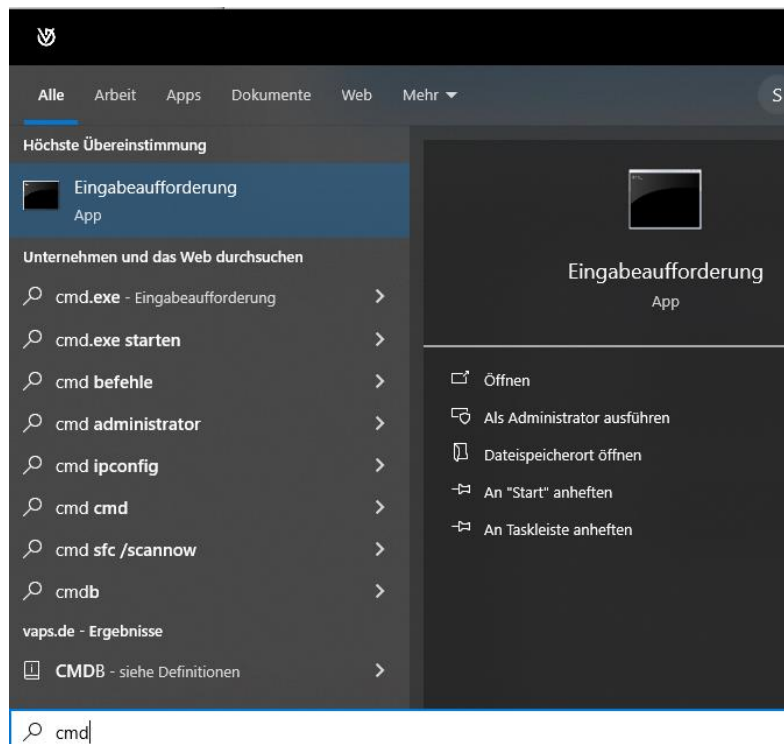 Alle Arbeit Apps Dokumente Web Mehr S
Höchste Übereinstimmung
Eingabeaufforderung
App
Unternehmen und das Web durchsuchen
cmd.exe - Eingabeaufforderung
cmd.exe starten
cmd befehle
cmd administrator
cmd ipconfig
cmd cmd
cmd sfc /scannow
cmdb
vaps.de - Ergebnisse
CMDB - siehe Definitionen
cmd
Eingabeaufforderung
App
Öffnen
Als Administrator ausführen
Dateispeicherort öffnen
An "Start" anheften
An Taskleiste anheften